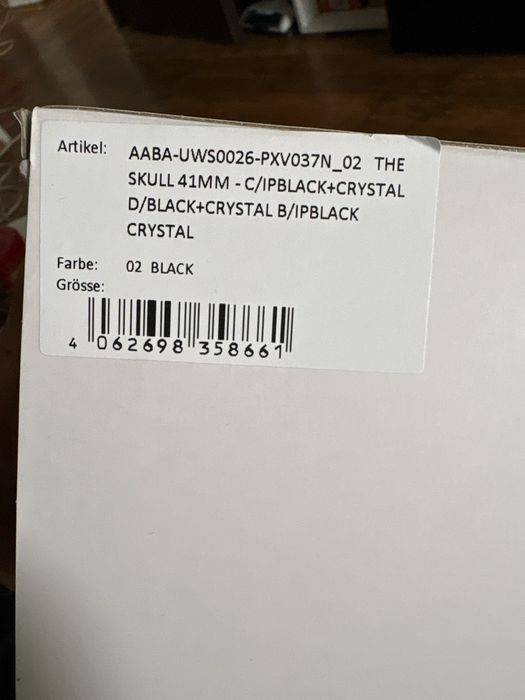 Artikel: AABA-UWS0026-PXV037N_02 THE
SKULL 41MM - C/IPBLACK+CRYSTAL
D/BLACK+CRYSTAL B/IPBLACK
CRYSTAL
Farbe: 02 BLACK
Grösse:
4 062698 358661